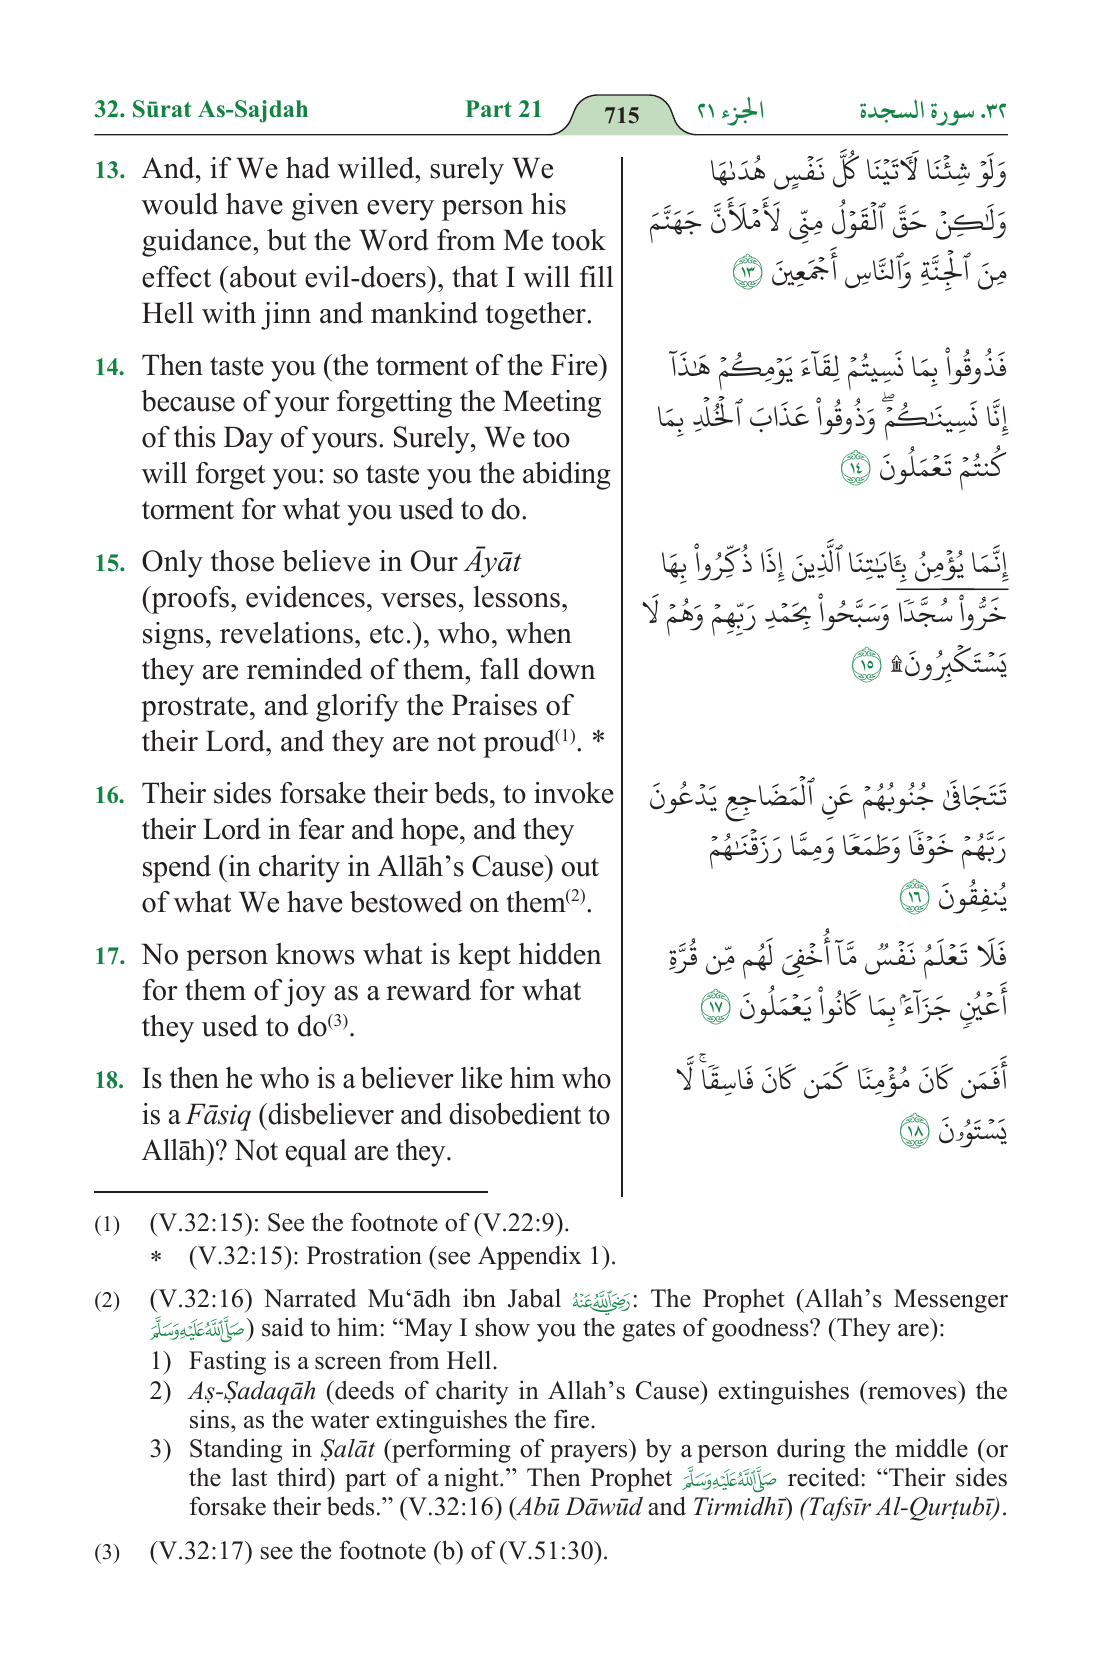 32. Sūrat As-Sajdah Part 21 715 الجزء ٢١ ٣٢. سورة السجدة
13. And, if We had willed, surely We
would have given every person his
guidance, but the Word from Me took
effect (about evil-doers), that I will fill
Hell with jinn and mankind together.
وَلَوۡ شِئۡنَا لَأٓتَيۡنَا كُلَّ نَفۡسٍ هُدَىٰهَا
وَلَٰكِنۡ حَقَّ ٱلۡقَوۡلُ مِنِّي لَأَمۡلَأَنَّ جَهَنَّمَ
مِنَ ٱلۡجِنَّةِ وَٱلنَّاسِ أَجۡمَعِينَ ١٣
14. Then taste you (the torment of the Fire)
because of your forgetting the Meeting
of this Day of yours. Surely, We too
will forget you: so taste you the abiding
torment for what you used to do.
فَذُوقُواْ بِمَا نَسِيتُمۡ لِقَآءَ يَوۡمِكُمۡ هَٰذَآ
إِنَّا نَسِينَٰكُمۡۖ وَذُوقُواْ عَذَابَ ٱلۡخُلۡدِ بِمَا
كُنتُمۡ تَعۡمَلُونَ ١٤
15. Only those believe in Our Āyāt
(proofs, evidences, verses, lessons,
signs, revelations, etc.), who, when
they are reminded of them, fall down
prostrate, and glorify the Praises of
their Lord, and they are not proud(1). *
إِنَّمَا يُؤۡمِنُ بِـَٔايَٰتِنَا ٱلَّذِينَ إِذَا ذُكِّرُواْ بِهَا
خَرُّواْ سُجَّدٗا وَسَبَّحُواْ بِحَمۡدِ رَبِّهِمۡ وَهُمۡ لَا
يَسۡتَكۡبِرُونَ۩ ١٥
16. Their sides forsake their beds, to invoke
their Lord in fear and hope, and they
spend (in charity in Allāh’s Cause) out
of what We have bestowed on them(2).
تَتَجَافَىٰ جُنُوبُهُمۡ عَنِ ٱلۡمَضَاجِعِ يَدۡعُونَ
رَبَّهُمۡ خَوۡفٗا وَطَمَعٗا وَمِمَّا رَزَقۡنَٰهُمۡ
يُنفِقُونَ ١٦
17. No person knows what is kept hidden
for them of joy as a reward for what
they used to do(3).
فَلَا تَعۡلَمُ نَفۡسٞ مَّآ أُخۡفِيَ لَهُم مِّن قُرَّةِ
أَعۡيُنٖ جَزَآءَۢ بِمَا كَانُواْ يَعۡمَلُونَ ١٧
18. Is then he who is a believer like him who
is a Fāsiq (disbeliever and disobedient to
Allāh)? Not equal are they.
أَفَمَن كَانَ مُؤۡمِنٗا كَمَن كَانَ فَاسِقٗاۚ لَّا
يَسۡتَوُۥنَ ١٨
(1) (V.32:15): See the footnote of (V.22:9).
* (V.32:15): Prostration (see Appendix 1).
(2) (V.32:16) Narrated Mu‘ādh ibn Jabal رَضِيَ اللَّهُ عَنْهُ: The Prophet (Allah’s Messenger
صَلَّى اللَّهُ عَلَيْهِ وَسَلَّمَ) said to him: “May I show you the gates of goodness? (They are):
1) Fasting is a screen from Hell.
2) Aṣ-Ṣadaqāh (deeds of charity in Allah’s Cause) extinguishes (removes) the
sins, as the water extinguishes the fire.
3) Standing in Ṣalāt (performing of prayers) by a person during the middle (or
the last third) part of a night.” Then Prophet صَلَّى اللَّهُ عَلَيْهِ وَسَلَّمَ recited: “Their sides
forsake their beds.” (V.32:16) (Abū Dāwūd and Tirmidhī) (Tafsīr Al-Qurṭubī).
(3) (V.32:17) see the footnote (b) of (V.51:30).